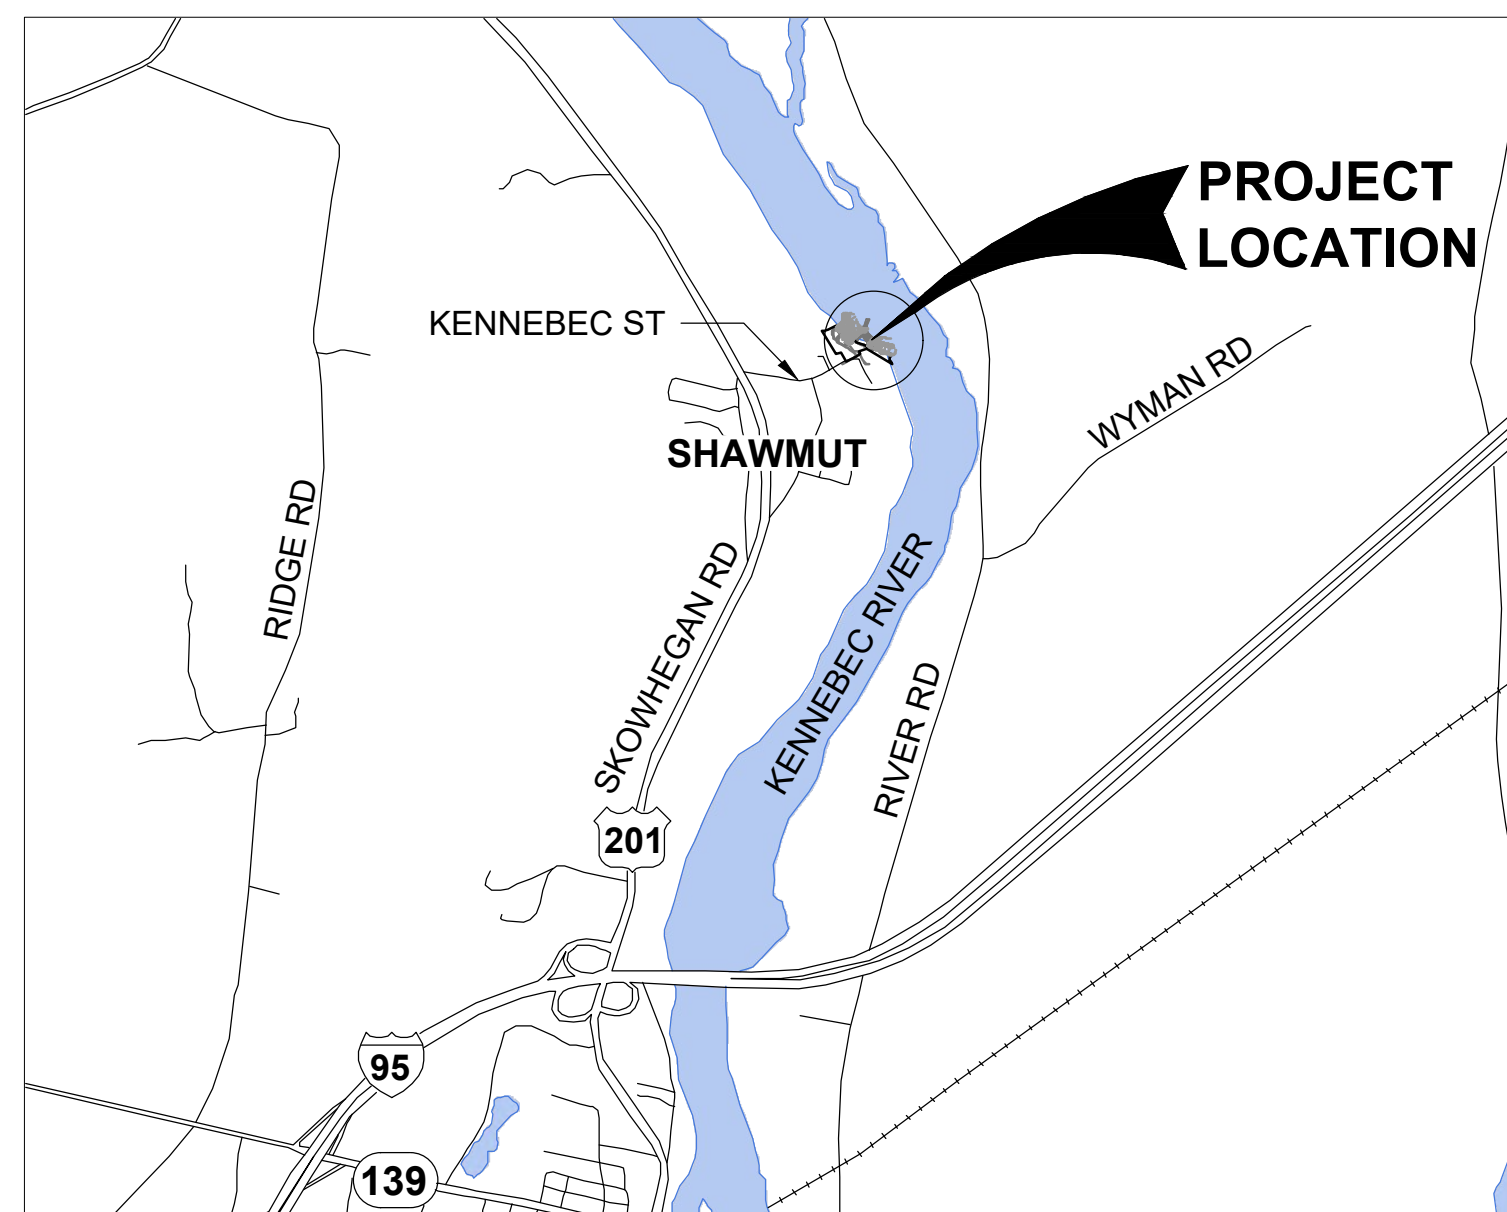 PROJECT
LOCATION
KENNEBEC ST
WYMAN RD
SHAWMUT
RIDGE RD
SKOWHEGAN RD
KENNEBEC RIVER
RIVER RD
201
95
139